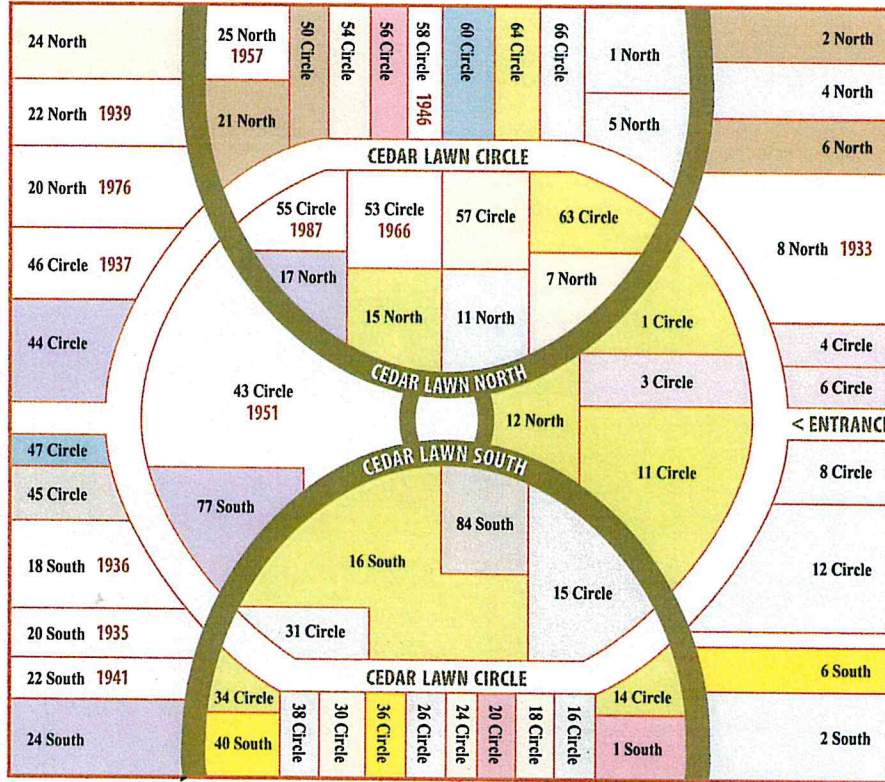 24 North
25 North
1957
50 Circle
54 Circle
56 Circle
58 Circle 1946
60 Circle
64 Circle
66 Circle
1 North
2 North
22 North 1939
21 North
5 North
4 North
6 North
CEDAR LAWN CIRCLE
20 North 1976
55 Circle
1987
53 Circle
1966
57 Circle
63 Circle
8 North 1933
46 Circle 1937
17 North
15 North
11 North
7 North
1 Circle
44 Circle
4 Circle
3 Circle
6 Circle
CEDAR LAWN NORTH
43 Circle
1951
12 North
< ENTRANC
47 Circle
CEDAR LAWN SOUTH
11 Circle
8 Circle
45 Circle
77 South
84 South
18 South 1936
16 South
15 Circle
12 Circle
20 South 1935
31 Circle
22 South 1941
CEDAR LAWN CIRCLE
6 South
34 Circle
38 Circle
30 Circle
36 Circle
26 Circle
24 Circle
20 Circle
18 Circle
16 Circle
14 Circle
24 South
40 South
1 South
2 South